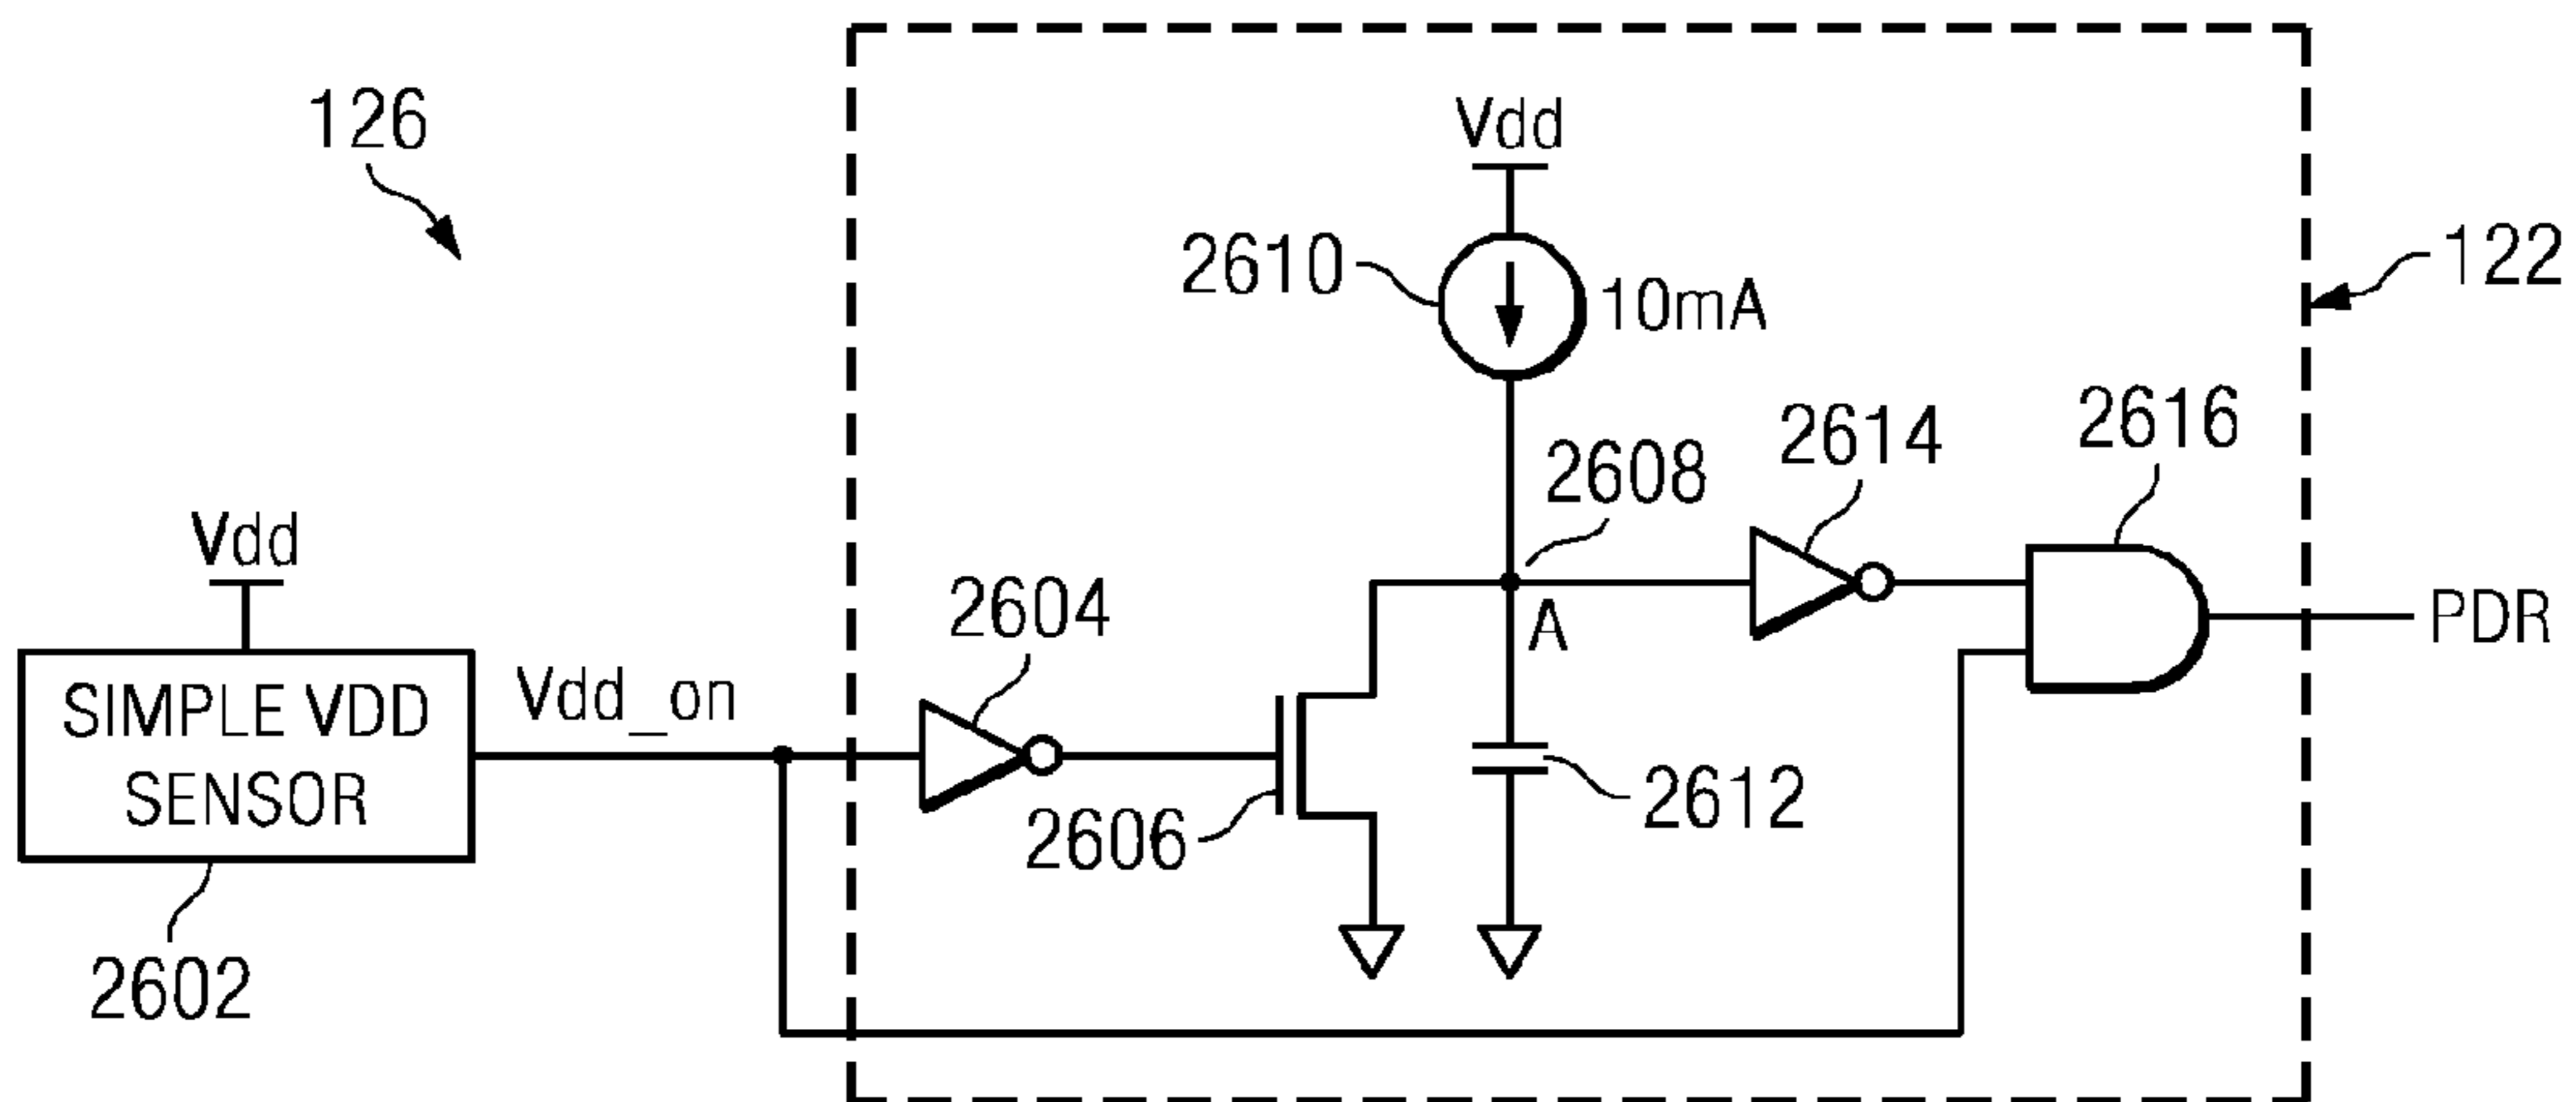 126
Vdd
2610
10mA
122
2608
2614
2616
Vdd
2604
A
PDR
SIMPLE VDD
SENSOR
Vdd_on
2606
2612
2602